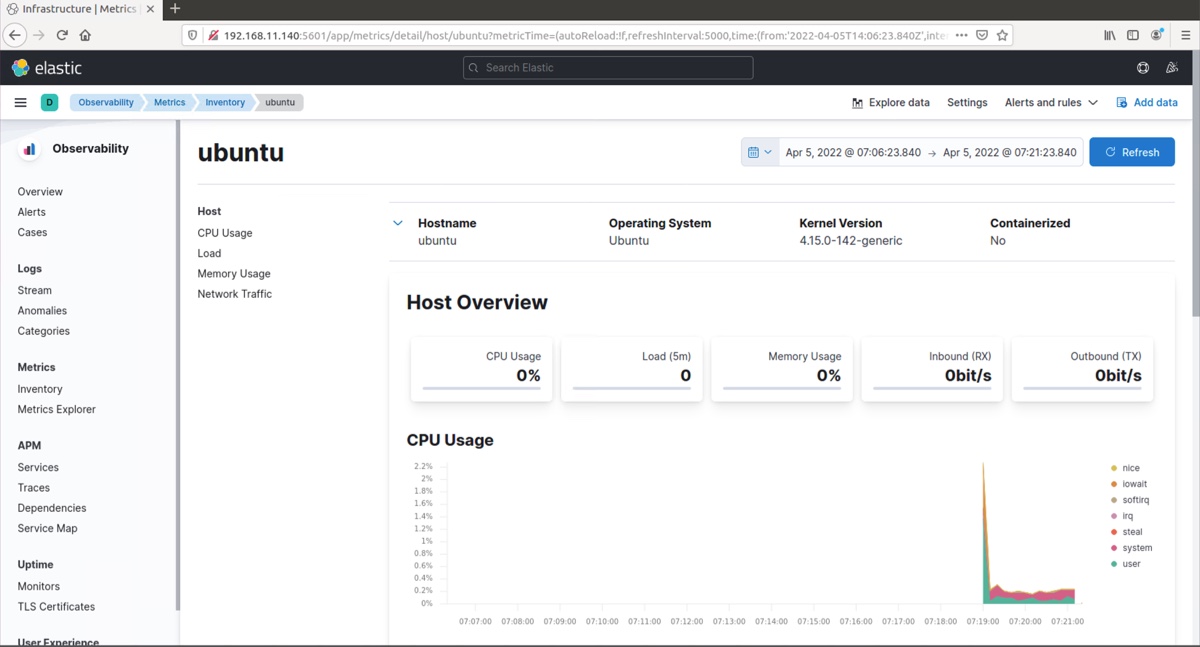 Infrastructure | Metrics
192.168.11.140:5601/app/metrics/detail/host/ubuntu?metricTime=(autoReload:!f,refreshInterval:5000,time:(from:'2022-04-05T14:06:23.840Z',inte
elastic
Search Elastic
D
Observability
Metrics
Inventory
ubuntu
Explore data
Settings
Alerts and rules
Add data
Observability
Overview
Alerts
Cases
Logs
Stream
Anomalies
Categories
Metrics
Inventory
Metrics Explorer
APM
Services
Traces
Dependencies
Service Map
Uptime
Monitors
TLS Certificates
User Experience
ubuntu
Apr 5, 2022 @ 07:06:23.840 → Apr 5, 2022 @ 07:21:23.840
Refresh
Host
CPU Usage
Load
Memory Usage
Network Traffic
Hostname
ubuntu
Operating System
Ubuntu
Kernel Version
4.15.0-142-generic
Containerized
No
Host Overview
CPU Usage
0%
Load (5m)
0
Memory Usage
0%
Inbound (RX)
0bit/s
Outbound (TX)
0bit/s
CPU Usage
2.2%
2%
1.8%
1.6%
1.4%
1.2%
1%
0.8%
0.6%
0.4%
0.2%
0%
07:07:00 07:08:00 07:09:00 07:10:00 07:11:00 07:12:00 07:13:00 07:14:00 07:15:00 07:16:00 07:17:00 07:18:00 07:19:00 07:20:00 07:21:00
nice
iowait
softirq
irq
steal
system
user